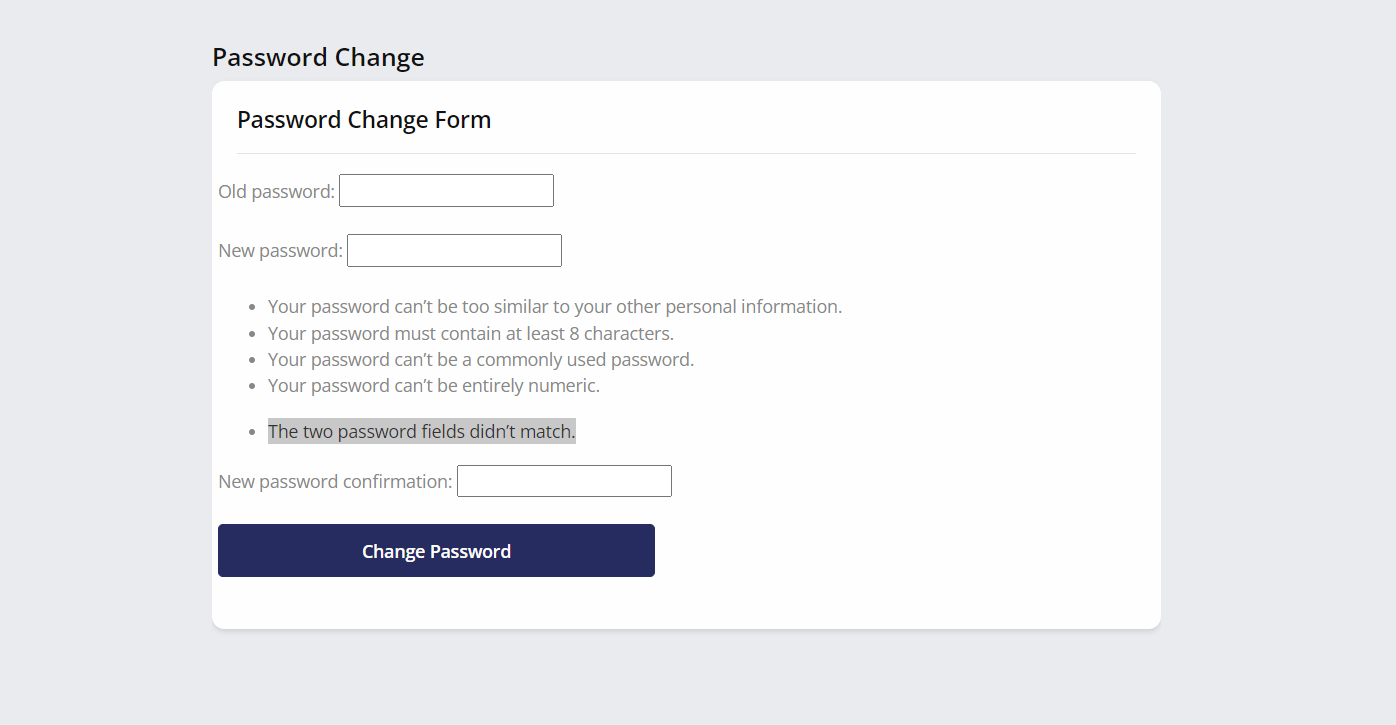 Password Change
Password Change Form
Old password:
New password:
Your password can’t be too similar to your other personal information.
Your password must contain at least 8 characters.
Your password can’t be a commonly used password.
Your password can’t be entirely numeric.
The two password fields didn’t match.
New password confirmation:
Change Password